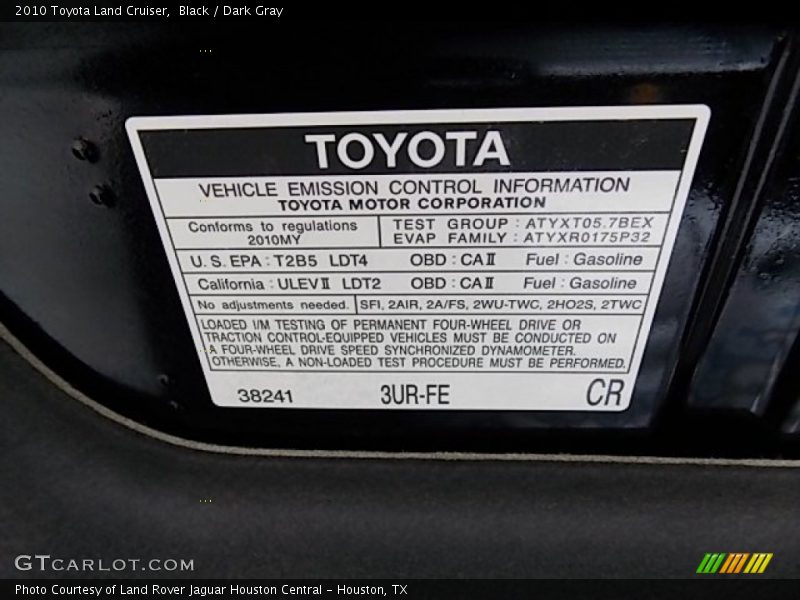 2010 Toyota Land Cruiser,  Black / Dark Gray
TOYOTA
VEHICLE EMISSION CONTROL INFORMATION
TOYOTA MOTOR CORPORATION
Conforms to regulations
2010MY
TEST GROUP : ATYXT05.7BEX
EVAP FAMILY : ATYXR0175P32
U.S.EPA : T2B5 LDT4 OBD : CAⅡ Fuel : Gasoline
California : ULEVⅡ LDT2 OBD : CAⅡ Fuel : Gasoline
No adjustments needed. SFI, 2AIR, 2A/FS, 2WU-TWC, 2HO2S, 2TWC
LOADED I/M TESTING OF PERMANENT FOUR-WHEEL DRIVE OR
TRACTION CONTROL-EQUIPPED VEHICLES MUST BE CONDUCTED ON
A FOUR-WHEEL DRIVE SPEED SYNCHRONIZED DYNAMOMETER.
OTHERWISE, A NON-LOADED TEST PROCEDURE MUST BE PERFORMED.
38241 3UR-FE CR
GTCARLOT.COM
Photo Courtesy of Land Rover Jaguar Houston Central - Houston, TX